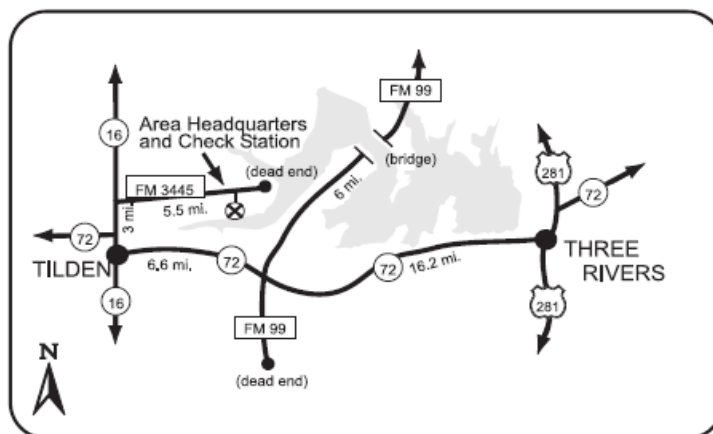 FM 99
16
Area Headquarters
and Check Station
(dead end)
(bridge)
281
72
FM 3445
5.5 mi.
3 mi.
6 mi.
72
TILDEN
6.6 mi.
72
72
16.2 mi.
THREE
RIVERS
16
281
FM 99
(dead end)
N